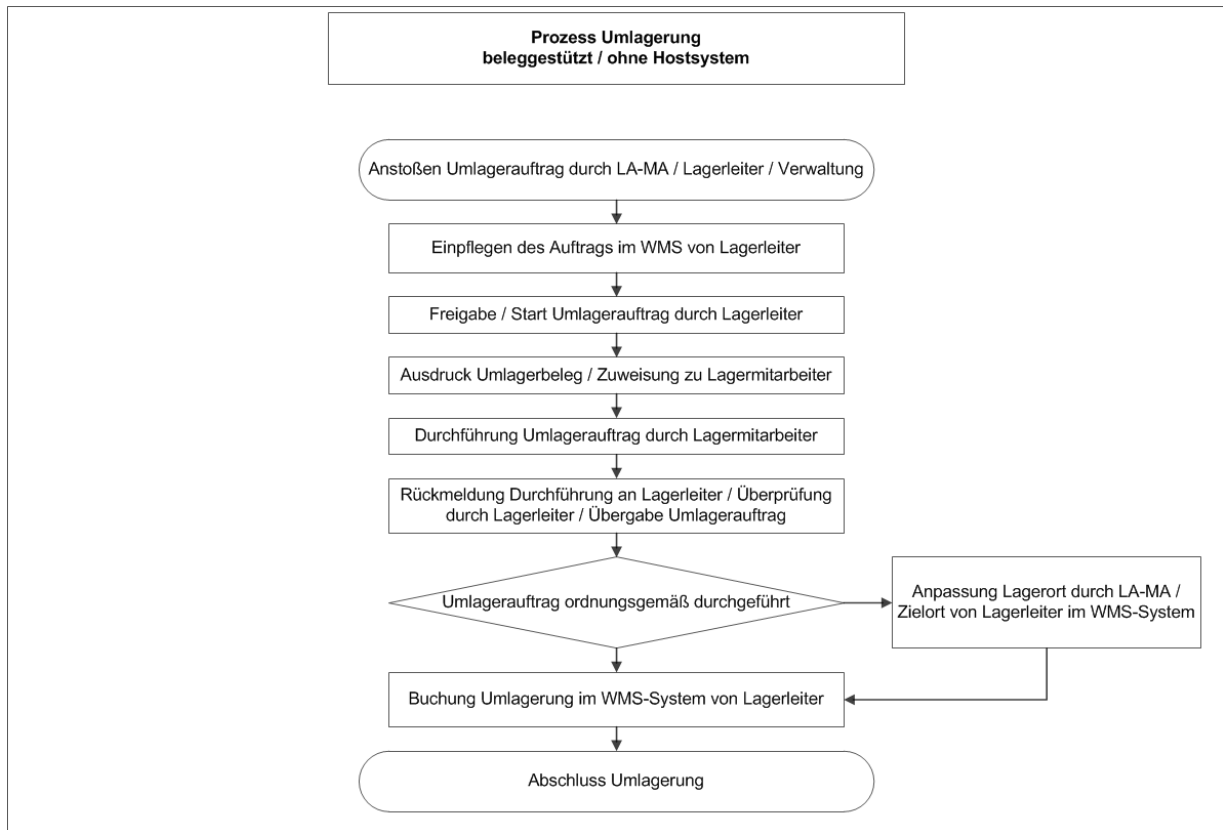 Prozess Umlagerung
beleggestützt / ohne Hostsystem
Anstoßen Umlagerauftrag durch LA-MA / Lagerleiter / Verwaltung
Einpflegen des Auftrags im WMS von Lagerleiter
Freigabe / Start Umlagerauftrag durch Lagerleiter
Ausdruck Umlagerbeleg / Zuweisung zu Lagermitarbeiter
Durchführung Umlagerauftrag durch Lagermitarbeiter
Rückmeldung Durchführung an Lagerleiter / Überprüfung
durch Lagerleiter / Übergabe Umlagerauftrag
Umlagerauftrag ordnungsgemäß durchgeführt
Anpassung Lagerort durch LA-MA /
Zielort von Lagerleiter im WMS-System
Buchung Umlagerung im WMS-System von Lagerleiter
Abschluss Umlagerung